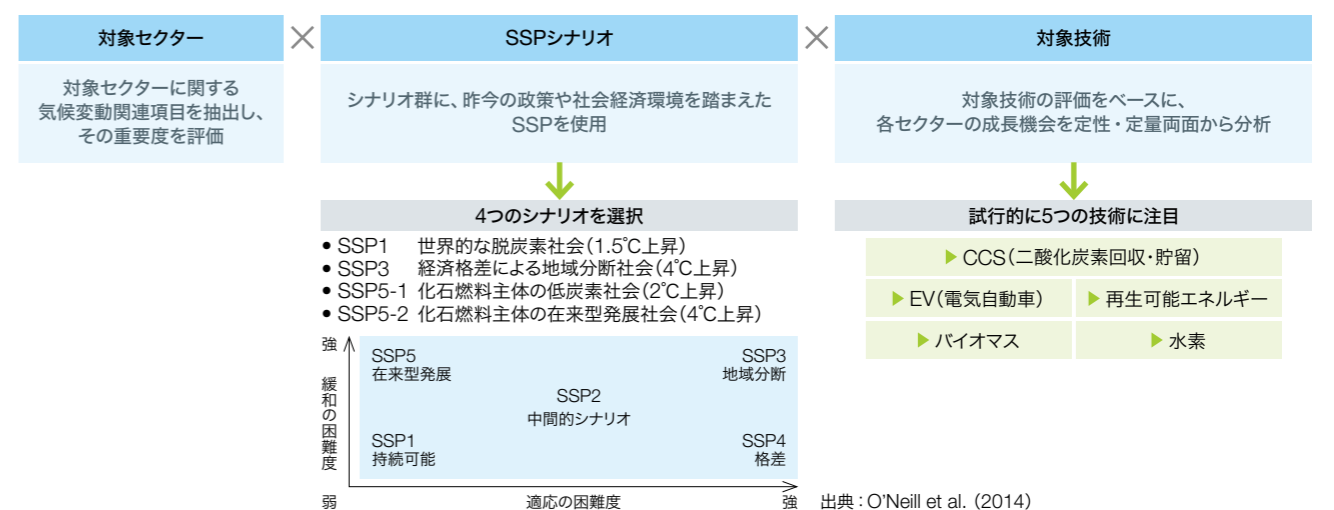 対象セクター
×
SSPシナリオ
×
対象技術
対象セクターに関する
気候変動関連項目を抽出し、
その重要度を評価
シナリオ群に、昨今の政策や社会経済環境を踏まえた
SSPを使用
対象技術の評価をベースに、
各セクターの成長機会を定性・定量両面から分析
4つのシナリオを選択
• SSP1 世界的な脱炭素社会（1.5℃上昇）
• SSP3 経済格差による地域分断社会（4℃上昇）
• SSP5-1 化石燃料主体の低炭素社会（2℃上昇）
• SSP5-2 化石燃料主体の在来型発展社会（4℃上昇）
強
緩和の困難度
弱
SSP5
在来型発展
SSP3
地域分断
SSP2
中間的シナリオ
SSP1
持続可能
SSP4
格差
適応の困難度
強
試行的に5つの技術に注目
▶ CCS（二酸化炭素回収・貯留）
▶ EV（電気自動車）
▶ 再生可能エネルギー
▶ バイオマス
▶ 水素
出典：O'Neill et al.（2014）